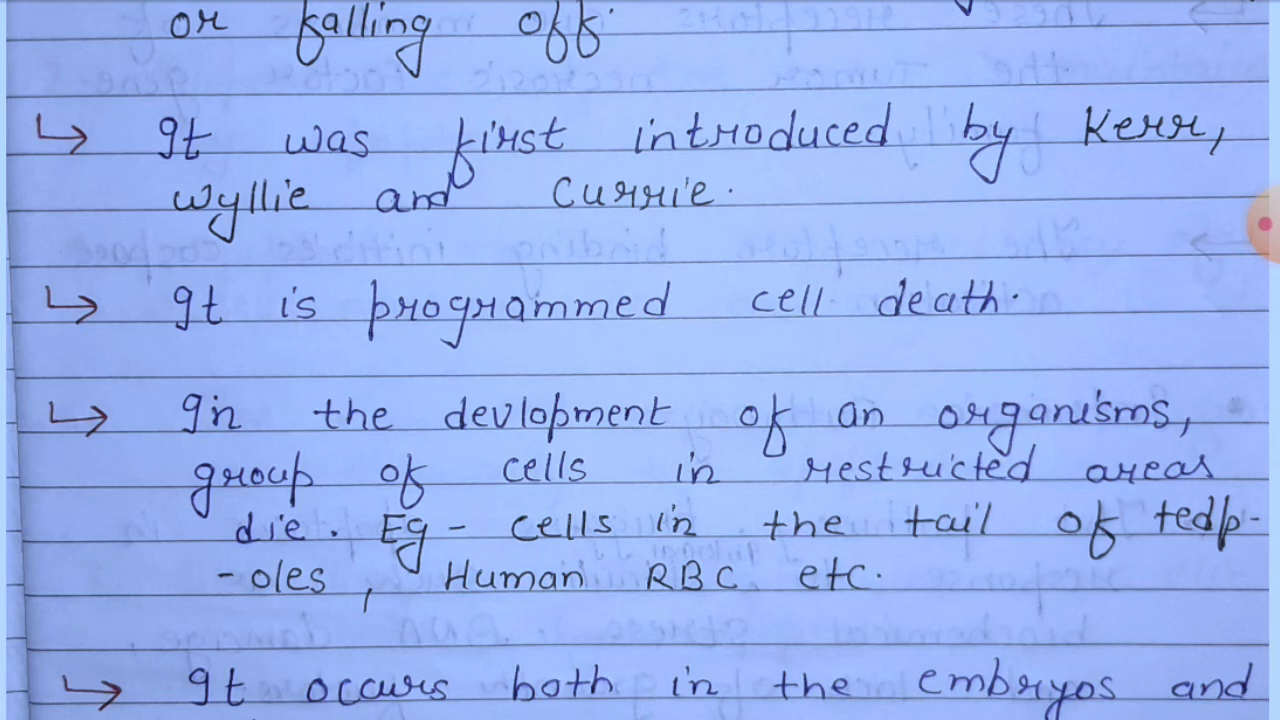 or falling off.
↳ It was first introduced by Kerr,
Wyllie and Currie.
↳ It is programmed cell death.
↳ In the devlopment of an organisms,
group of cells in restricted areas
die. Eg - cells in the tail of tedp-
-oles, Human RBC etc.
↳ It occurs both in the embryos and